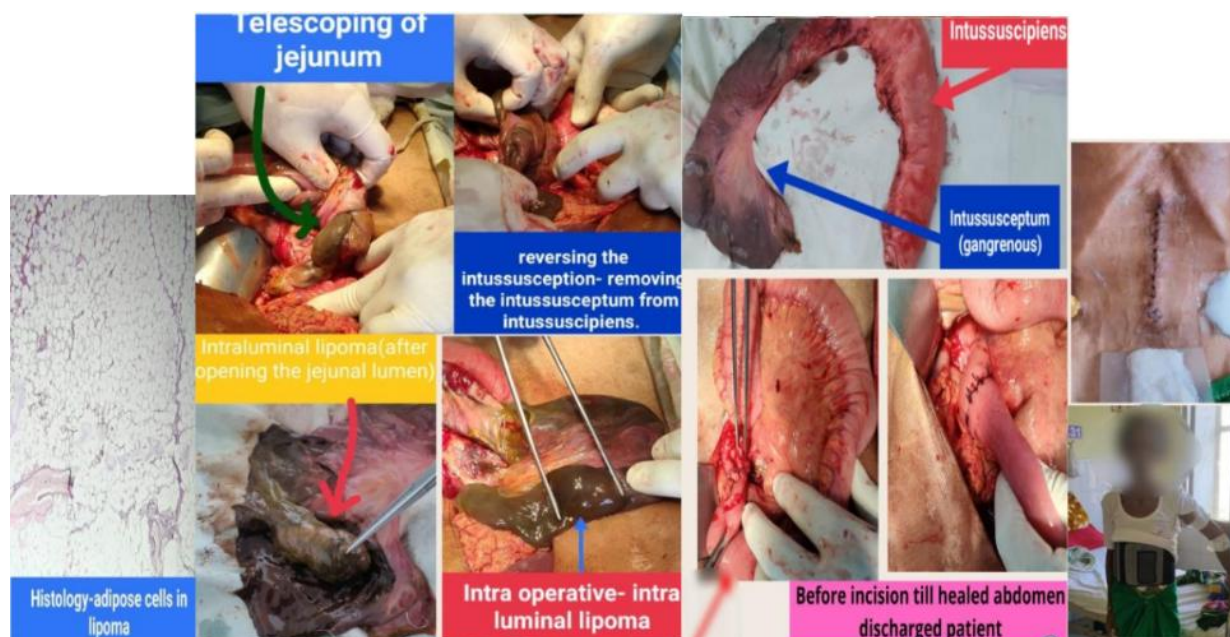 Telescoping of
jejunum
reversing the
intussusception- removing
the intussusceptum from
intussuscipiens.
Intussuscipiens
Intussusceptum
(gangrenous)
Intraluminal lipoma(after
opening the jejunal lumen)
Histology-adipose cells in
lipoma
Intra operative- intra
luminal lipoma
Before incision till healed abdomen
discharged patient